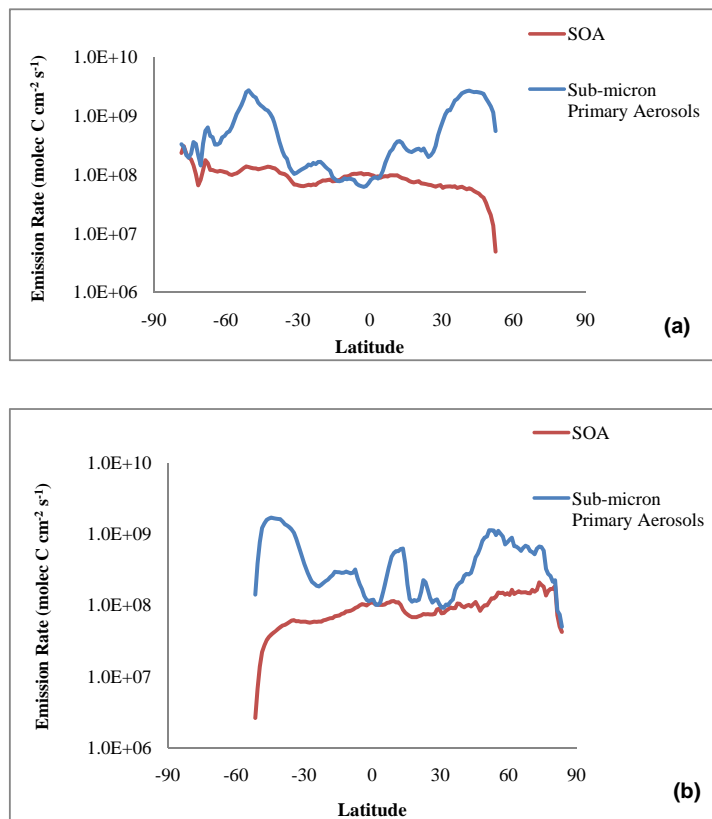 SOA
Sub-micron
Primary Aerosols
1.0E+10
1.0E+09
1.0E+08
1.0E+07
1.0E+06
Emission Rate (molec C cm-2 s-1)
-90 -60 -30 0 30 60 90
Latitude
(a)
SOA
Sub-micron
Primary Aerosols
1.0E+10
1.0E+09
1.0E+08
1.0E+07
1.0E+06
Emission Rate (molec C cm-2 s-1)
-90 -60 -30 0 30 60 90
Latitude
(b)